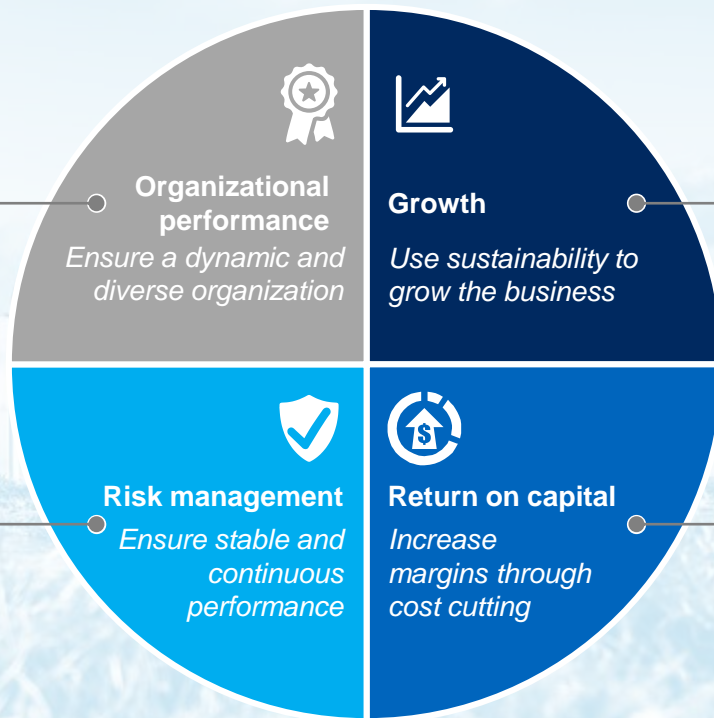 Organizational
performance
Ensure a dynamic and
diverse organization
Growth
Use sustainability to
grow the business
Risk management
Ensure stable and
continuous
performance
Return on capital
Increase
margins through
cost cutting
$